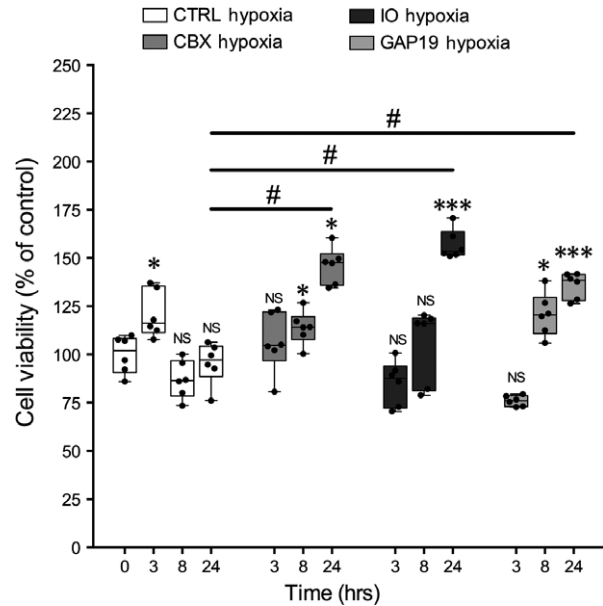 CTRL hypoxia
IO hypoxia
CBX hypoxia
GAP19 hypoxia
Cell viability (% of control)
250
225
200
175
150
125
100
75
50
25
0
#
#
#
*
NS
NS
NS
*
*
NS
NS
***
NS
*
***
0 3 8 24 3 8 24 3 8 24 3 8 24
Time (hrs)